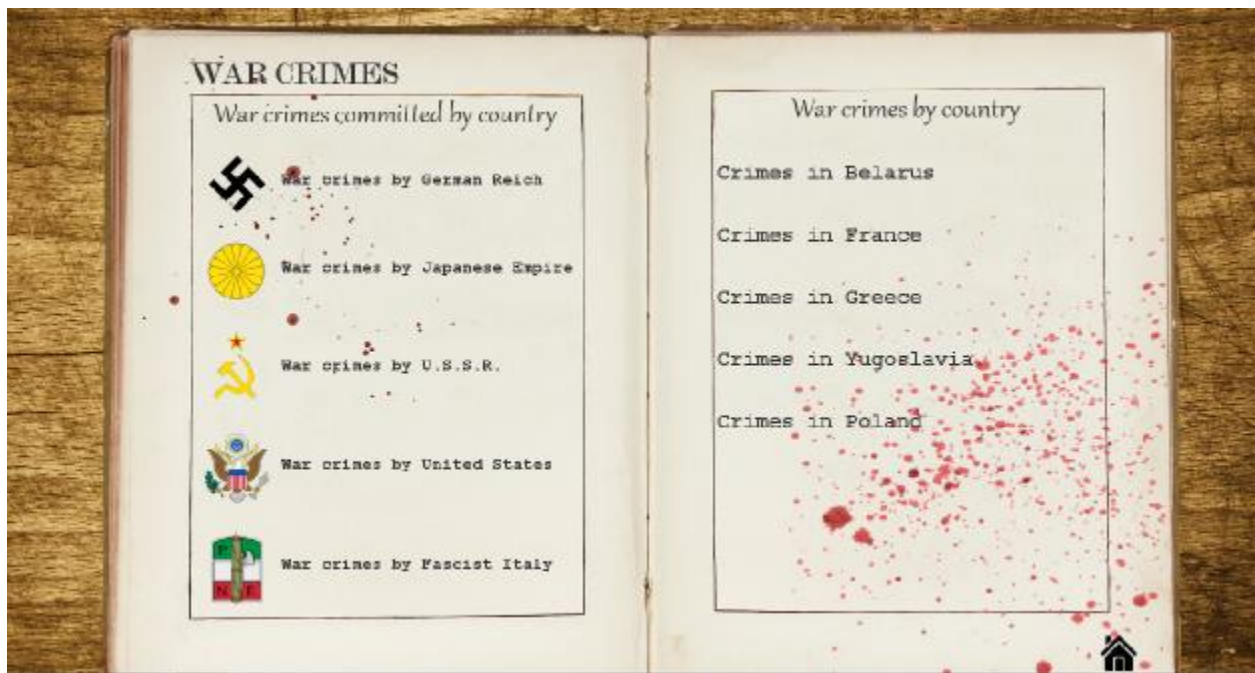 WAR CRIMES
War crimes committed by country
War crimes by German Reich
War crimes by Japanese Empire
War crimes by U.S.S.R.
War crimes by United States
P.
N. F.
War crimes by Fascist Italy
War crimes by country
Crimes in Belarus
Crimes in France
Crimes in Greece
Crimes in Yugoslavia
Crimes in Poland